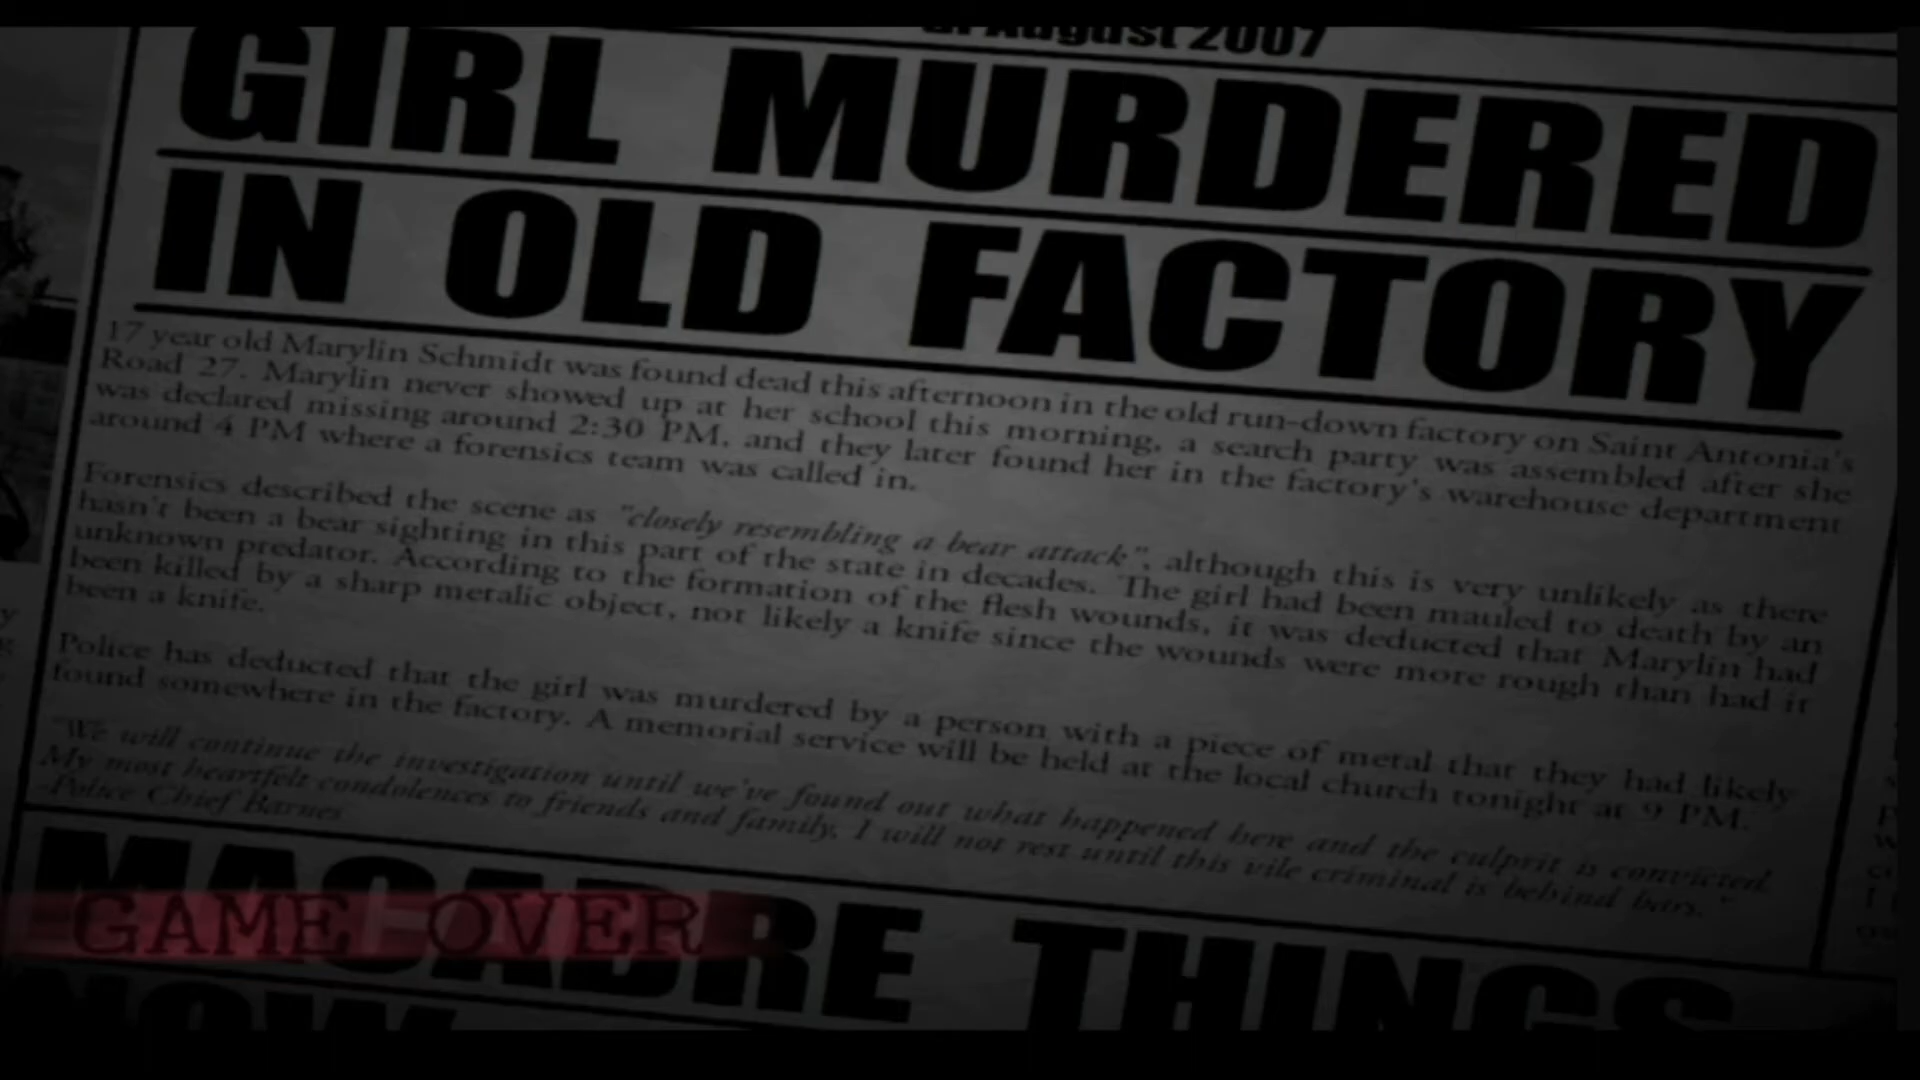 August 2007
GIRL MURDERED
IN OLD FACTORY
17 year old Marylin Schmidt was found dead this afternoon in the old run-down factory on Saint Antonia's
Road 27. Marylin never showed up at her school this morning, a search party was assembled after she
was declared missing around 2:30 PM, and they later found her in the factory's warehouse department
around 4 PM where a forensics team was called in.
Forensics described the scene as "closely resembling a bear attack", although this is very unlikely as there
hasn't been a bear sighting in this part of the state in decades. The girl had been mauled to death by an
unknown predator. According to the formation of the flesh wounds, it was deducted that Marylin had
been killed by a sharp metalic object, not likely a knife since the wounds were more rough than had it
been a knife.
Police has deducted that the girl was murdered by a person with a piece of metal that they had likely
found somewhere in the factory. A memorial service will be held at the local church tonight at 9 PM.
"We will continue the investigation until we've found out what happened here and the culprit is convicted.
My most heartfelt condolences to friends and family, I will not rest until this vile criminal is behind bars."
-Police Chief Barnes
MACABRE THINGS
GAME OVER
NOW